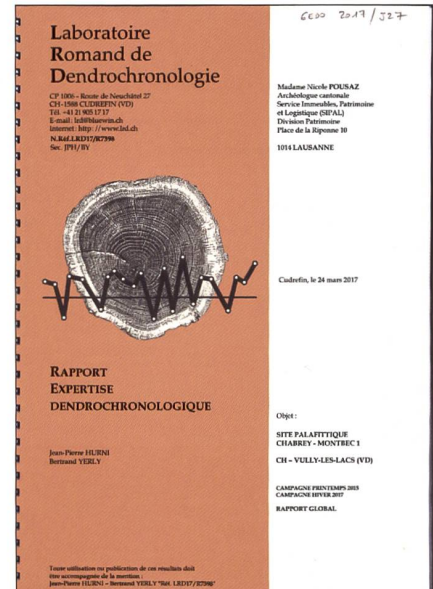 6E00 2017 / J27
Laboratoire
Romand de
Dendrochronologie
CP 1006 - Route de Neuchâtel 27
CH-1588 CUDREFIN (VD)
Tél. +41 21 905 17 17
E-mail: lrd@bluewin.ch
Internet: http: //www.lrd.ch
N.Réf.LRD17/R7398
Sec. JPH/BY
Madame Nicole POUSAZ
Archéologue cantonale
Service Immeubles, Patrimoine
et Logistique (SIPAL)
Division Patrimoine
Place de la Riponne 10
1014 LAUSANNE
Cudrefin, le 24 mars 2017
RAPPORT
EXPERTISE
DENDROCHRONOLOGIQUE
Jean-Pierre HURNI
Bertrand YERLY
Objet :
SITE PALAFITTIQUE
CHABREY - MONTBEC 1
CH – VULLY-LES-LACS (VD)
CAMPAGNE PRINTEMPS 2015
CAMPAGNE HIVER 2017
RAPPORT GLOBAL
Toute utilisation ou publication de ces résultats doit
être accompagnée de la mention :
Jean-Pierre HURNI – Bertrand YERLY "Réf. LRD17/R7398"